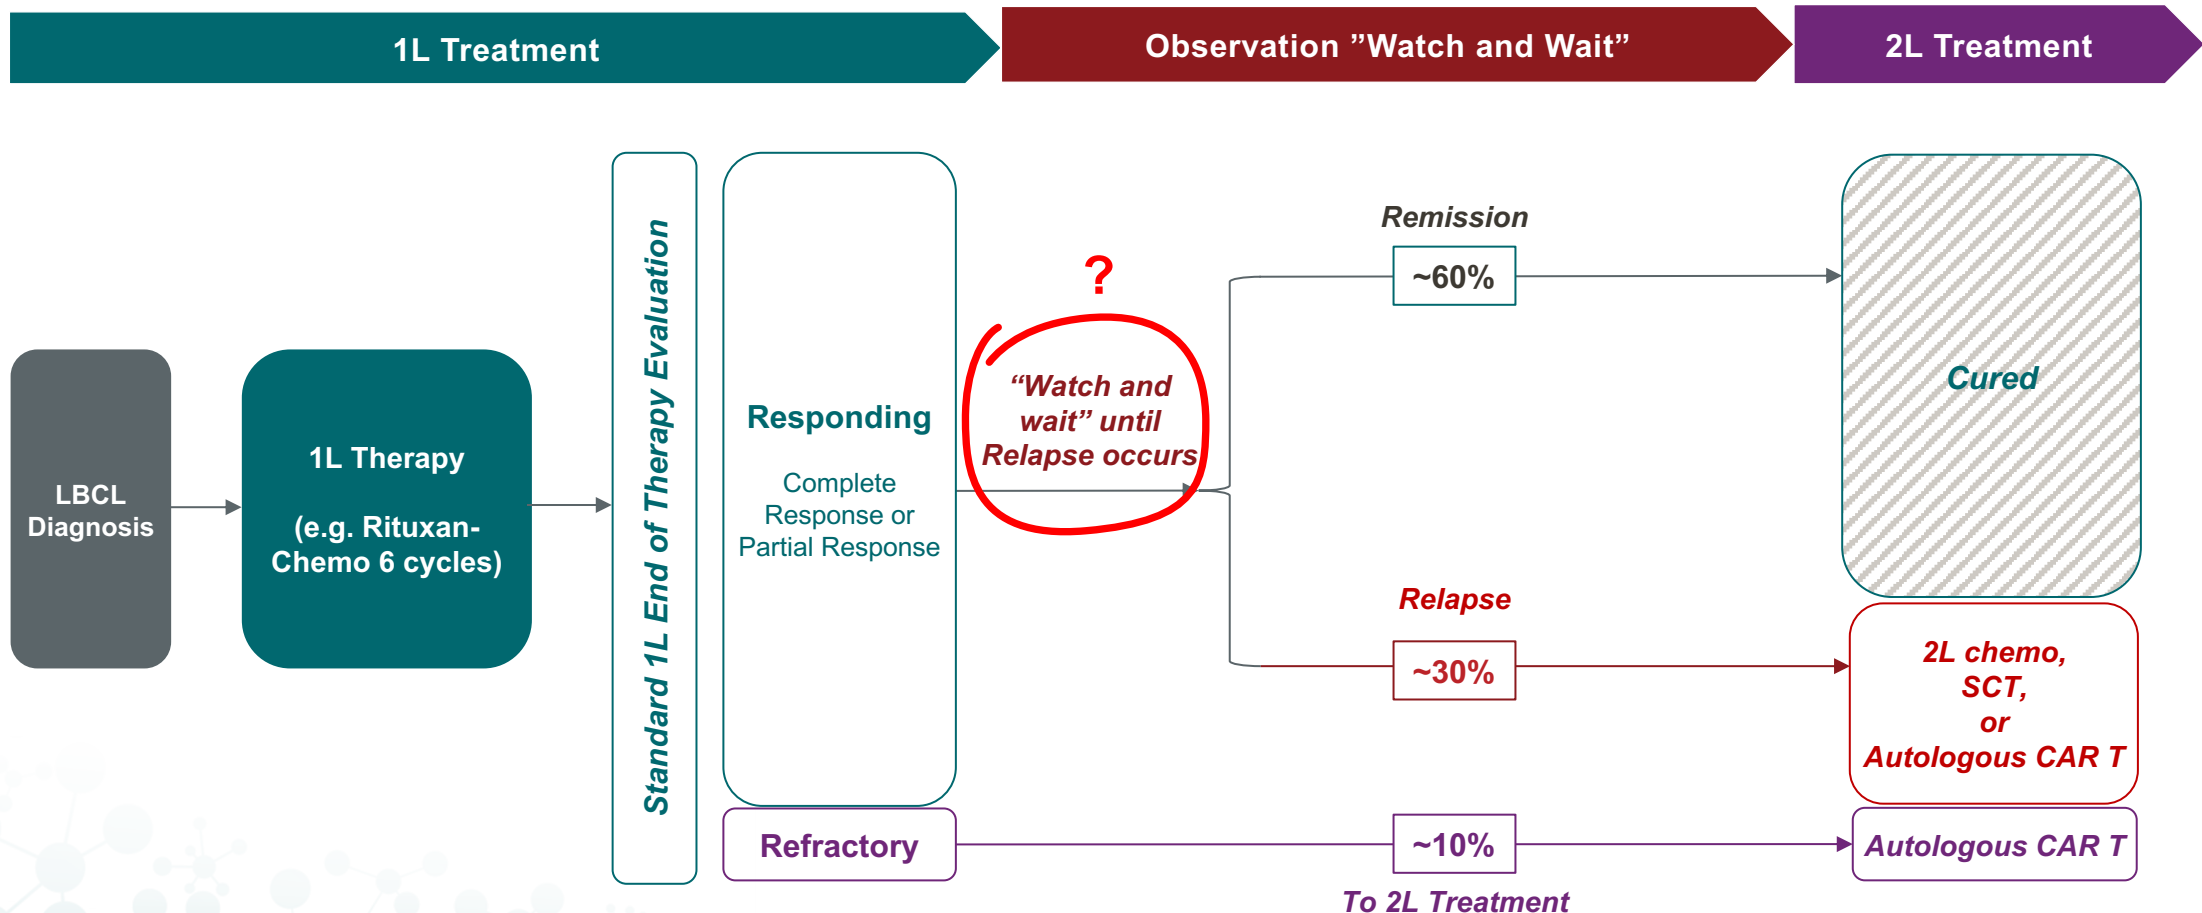 1L Treatment
Observation ”Watch and Wait”
2L Treatment
LBCL
Diagnosis
1L Therapy
(e.g. Rituxan-
Chemo 6 cycles)
Standard 1L End of Therapy Evaluation
Responding
Complete
Response or
Partial Response
Refractory
?
“Watch and
wait” until
Relapse occurs
Remission
~60%
Relapse
~30%
~10%
To 2L Treatment
Cured
2L chemo,
SCT,
or
Autologous CAR T
Autologous CAR T